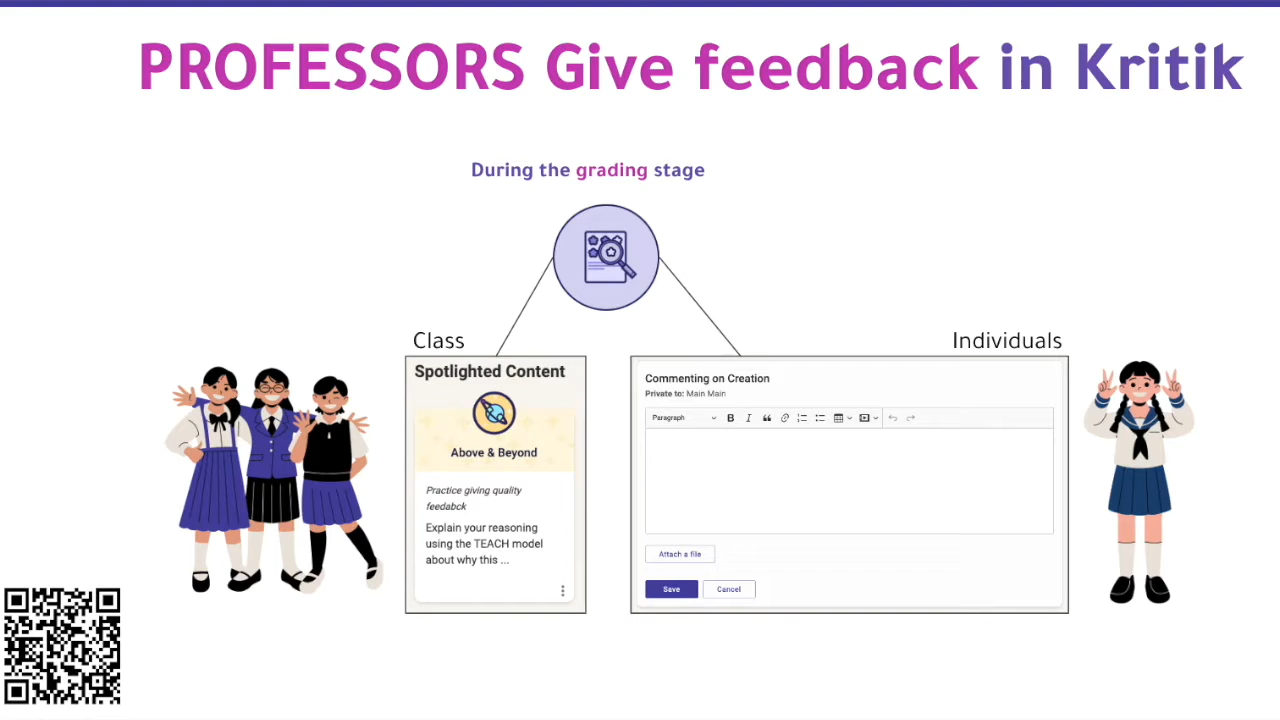 PROFESSORS Give feedback in Kritik
During the grading stage
Class
Spotlighted Content
Above & Beyond
Practice giving quality
feedabck
Explain your reasoning
using the TEACH model
about why this ...
Individuals
Commenting on Creation
Private to: Main Main
Paragraph
B I
Attach a file
Save Cancel